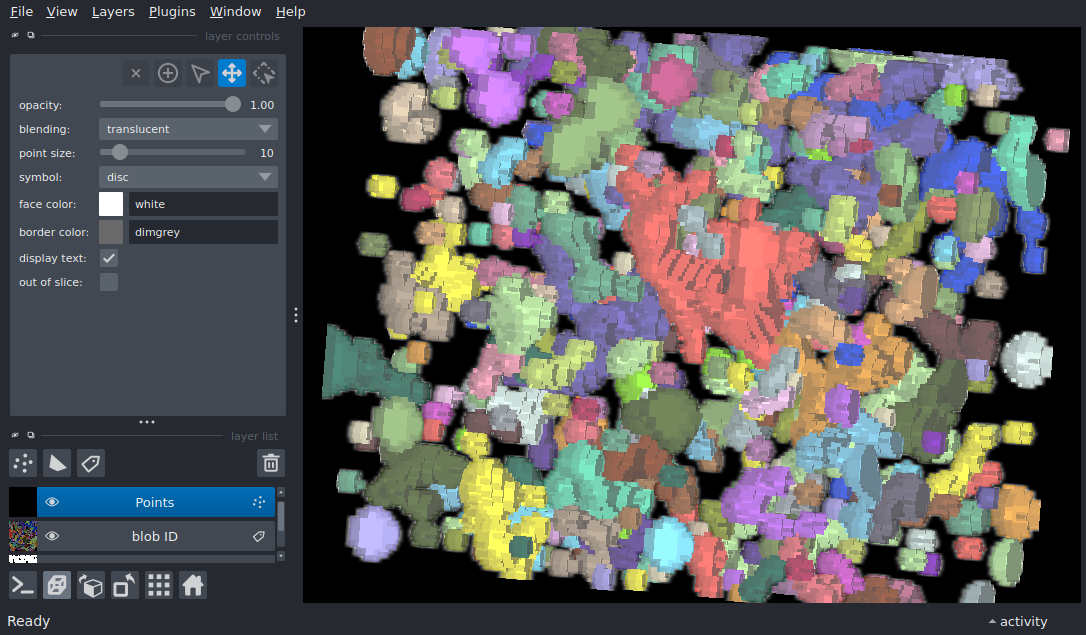 File View Layers Plugins Window Help
layer controls
opacity: 1.00
blending: translucent
point size: 10
symbol: disc
face color: white
border color: dimgrey
display text:
out of slice:
layer list
Points
blob ID
Ready
activity